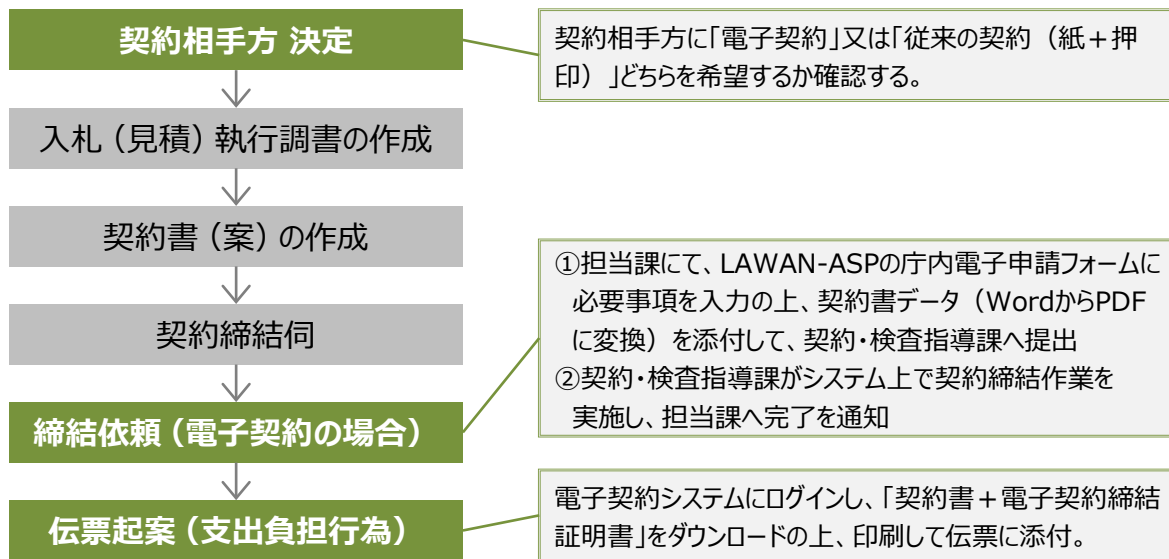 契約相手方 決定
契約相手方に「電子契約」又は「従来の契約（紙＋押
印）」どちらを希望するか確認する。
入札（見積）執行調書の作成
契約書（案）の作成
契約締結伺
①担当課にて、LAWAN-ASPの庁内電子申請フォームに
必要事項を入力の上、契約書データ（WordからPDF
に変換）を添付して、契約・検査指導課へ提出
②契約・検査指導課がシステム上で契約締結作業を
実施し、担当課へ完了を通知
締結依頼（電子契約の場合）
伝票起案（支出負担行為）
電子契約システムにログインし、「契約書＋電子契約締結
証明書」をダウンロードの上、印刷して伝票に添付。